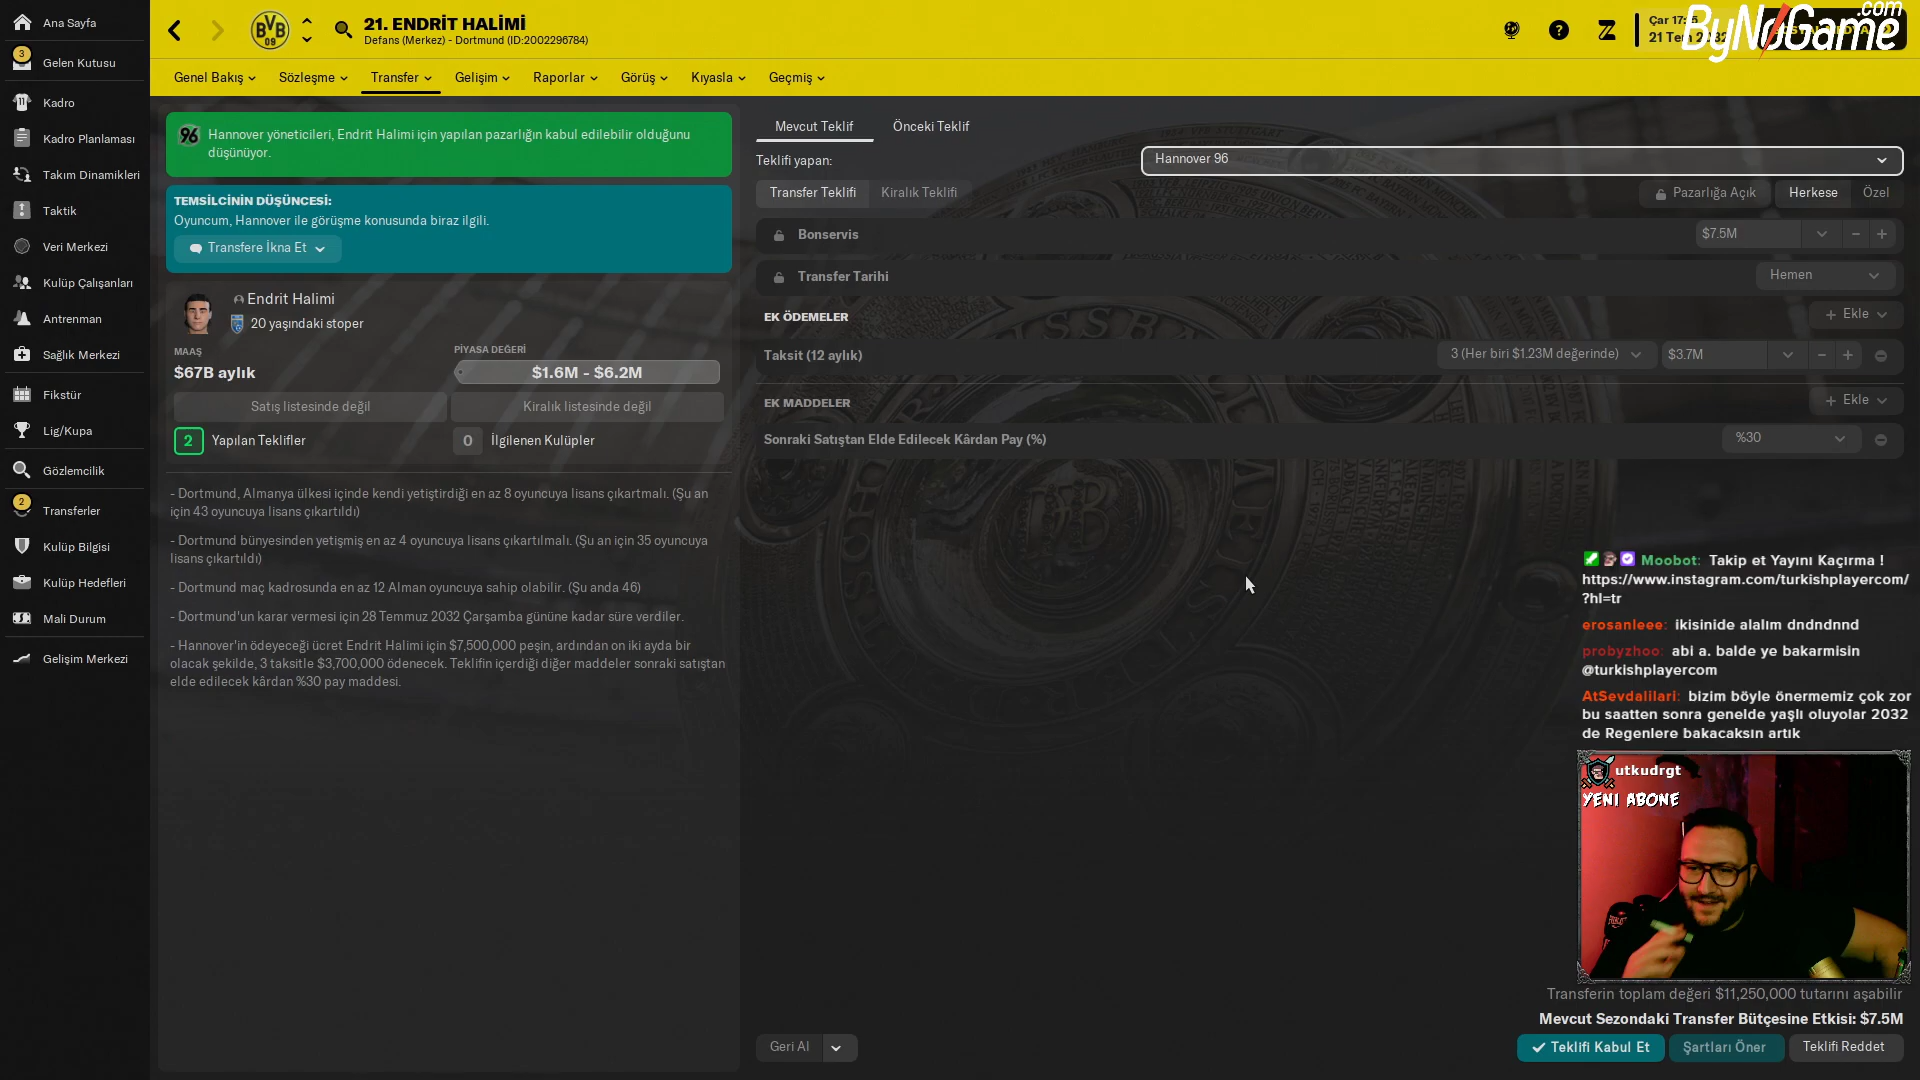 Ana Sayfa
3
Gelen Kutusu
Kadro
Kadro Planlaması
Takım Dinamikleri
Taktik
Veri Merkezi
Kulüp Çalışanları
Antrenman
Sağlık Merkezi
Fikstür
Lig/Kupa
Gözlemcilik
2
Transferler
Kulüp Bilgisi
Kulüp Hedefleri
Mali Durum
Gelişim Merkezi
BVB
09
21. ENDRİT HALİMİ
Defans (Merkez) - Dortmund (ID:2002296784)
ByNoGame.com
Genel Bakış
Sözleşme
Transfer
Gelişim
Raporlar
Görüş
Kıyasla
Geçmiş
96
Hannover yöneticileri, Endrit Halimi için yapılan pazarlığın kabul edilebilir olduğunu
düşünüyor.
TEMSİLCİNİN DÜŞÜNCESİ:
Oyuncum, Hannover ile görüşme konusunda biraz ilgili.
Transfere İkna Et
Endrit Halimi
20 yaşındaki stoper
MAAŞ
$67B aylık
PİYASA DEĞERİ
$1.6M - $6.2M
Satış listesinde değil
Kiralık listesinde değil
2 Yapılan Teklifler
0 İlgilenen Kulüpler
- Dortmund, Almanya ülkesi içinde kendi yetiştirdiği en az 8 oyuncuya lisans çıkartmalı. (Şu an
için 43 oyuncuya lisans çıkartıldı)
- Dortmund bünyesinden yetişmiş en az 4 oyuncuya lisans çıkartılmalı. (Şu an için 35 oyuncuya
lisans çıkartıldı)
- Dortmund maç kadrosunda en az 12 Alman oyuncuya sahip olabilir. (Şu anda 46)
- Dortmund'un karar vermesi için 28 Temmuz 2032 Çarşamba gününe kadar süre verdiler.
- Hannover'in ödeyeceği ücret Endrit Halimi için $7,500,000 peşin, ardından on iki ayda bir
olacak şekilde, 3 taksitle $3,700,000 ödenecek. Teklifin içerdiği diğer maddeler sonraki satıştan
elde edilecek kârdan %30 pay maddesi.
Mevcut Teklif
Önceki Teklif
Teklifi yapan:
Hannover 96
Transfer Teklifi
Kiralık Teklifi
Pazarlığa Açık
Herkese
Özel
Bonservis
$7.5M
Transfer Tarihi
Hemen
EK ÖDEMELER
Ekle
Taksit (12 aylık)
3 (Her biri $1.23M değerinde)
$3.7M
EK MADDELER
Ekle
Sonraki Satıştan Elde Edilecek Kârdan Pay (%)
%30
Moobot: Takip et Yayını Kaçırma !
https://www.instagram.com/turkishplayercom/
?hl=tr
erosanleee: ikisinide alalım dndndnnd
probyzhoo: abi a. balde ye bakarmisin
@turkishplayercom
AtSevdalilari: bizim böyle önermemiz çok zor
bu saatten sonra genelde yaşlı oluyolar 2032
de Regenlere bakacaksın artık
utkudrgt
YENI ABONE
Transferin toplam değeri $11,250,000 tutarını aşabilir
Mevcut Sezondaki Transfer Bütçesine Etkisi: $7.5M
Geri Al
Teklifi Kabul Et
Şartları Öner
Teklifi Reddet